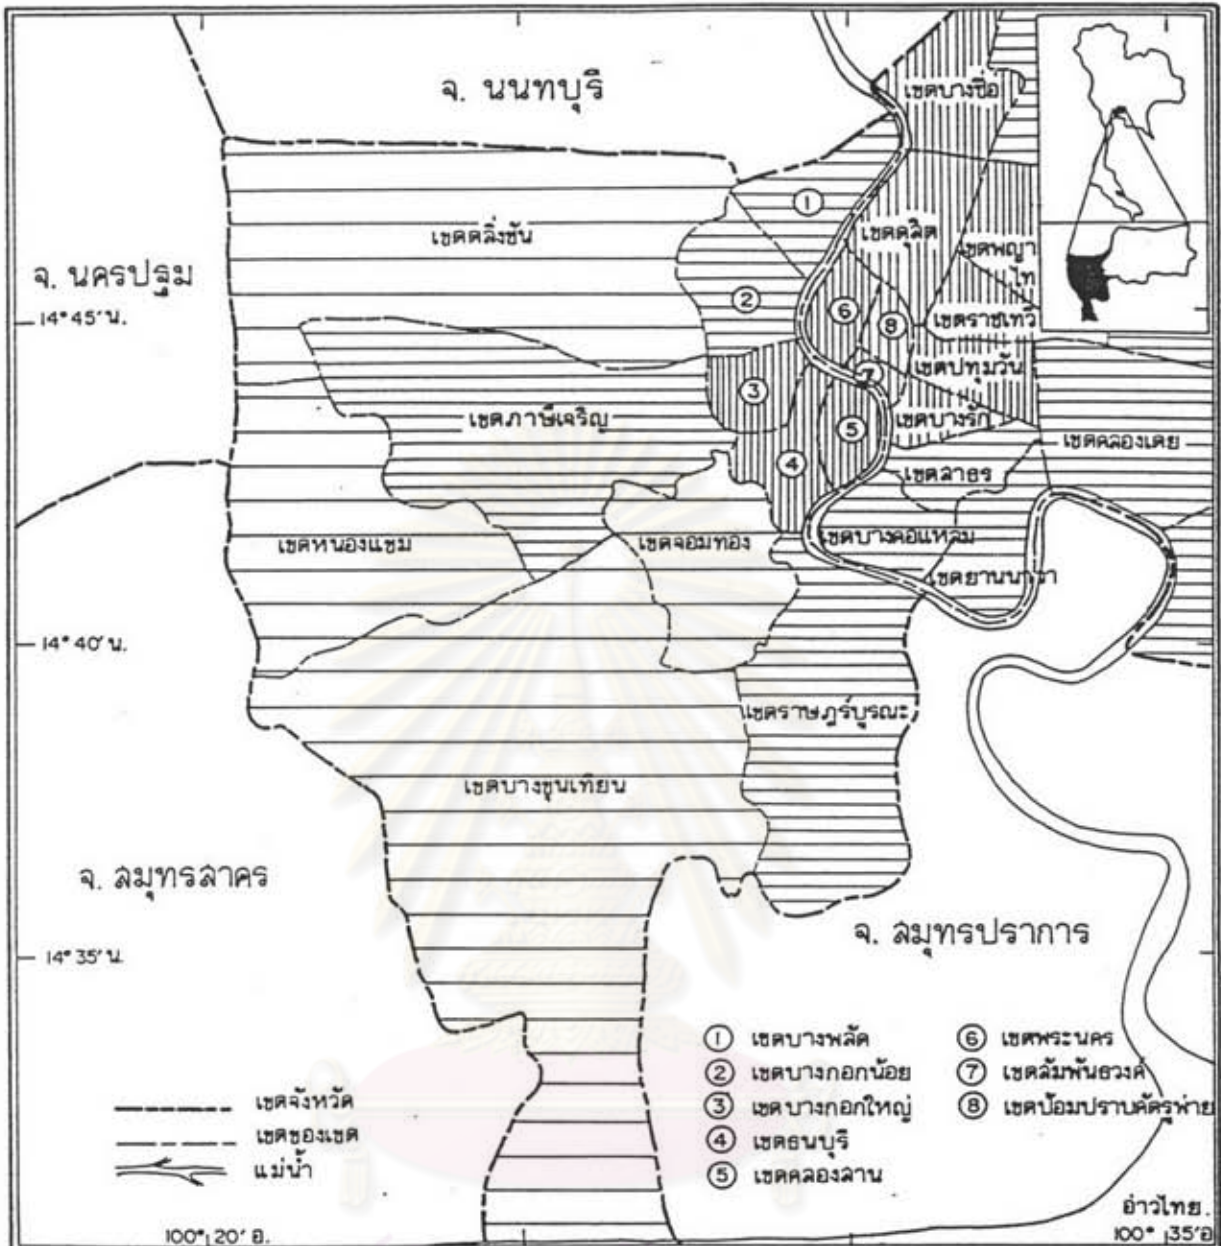 จ. นนทบุรี
เขตบางซื่อ
①
เขตตลิ่งชัน
เขตดุสิต
เขตพญา
ไท
จ. นครปฐม
②
⑥
⑧
14° 45' น.
เขตราชเทวี
เขตปทุมวัน
⑦
③
เขตภาษีเจริญ
เขตบางรัก
⑤
เขตคลองเตย
④
เขตสาธร
เขตหนองแขม
เขตจอมทอง
เขตบางคอแหลม
เขตยานนาวา
14° 40' น.
เขตราษฎร์บูรณะ
เขตบางขุนเทียน
จ. สมุทรสาคร
จ. สมุทรปราการ
14° 35' น.
① เขตบางพลัด
② เขตบางกอกน้อย
③ เขตบางกอกใหญ่
④ เขตธนบุรี
⑤ เขตคลองสาน
⑥ เขตพระนคร
⑦ เขตสัมพันธวงศ์
⑧ เขตป้อมปราบศัตรูพ่าย
เขตจังหวัด
เขตของเขต
แม่น้ำ
อ่าวไทย.
100° 20' อ.
100° 35' อ